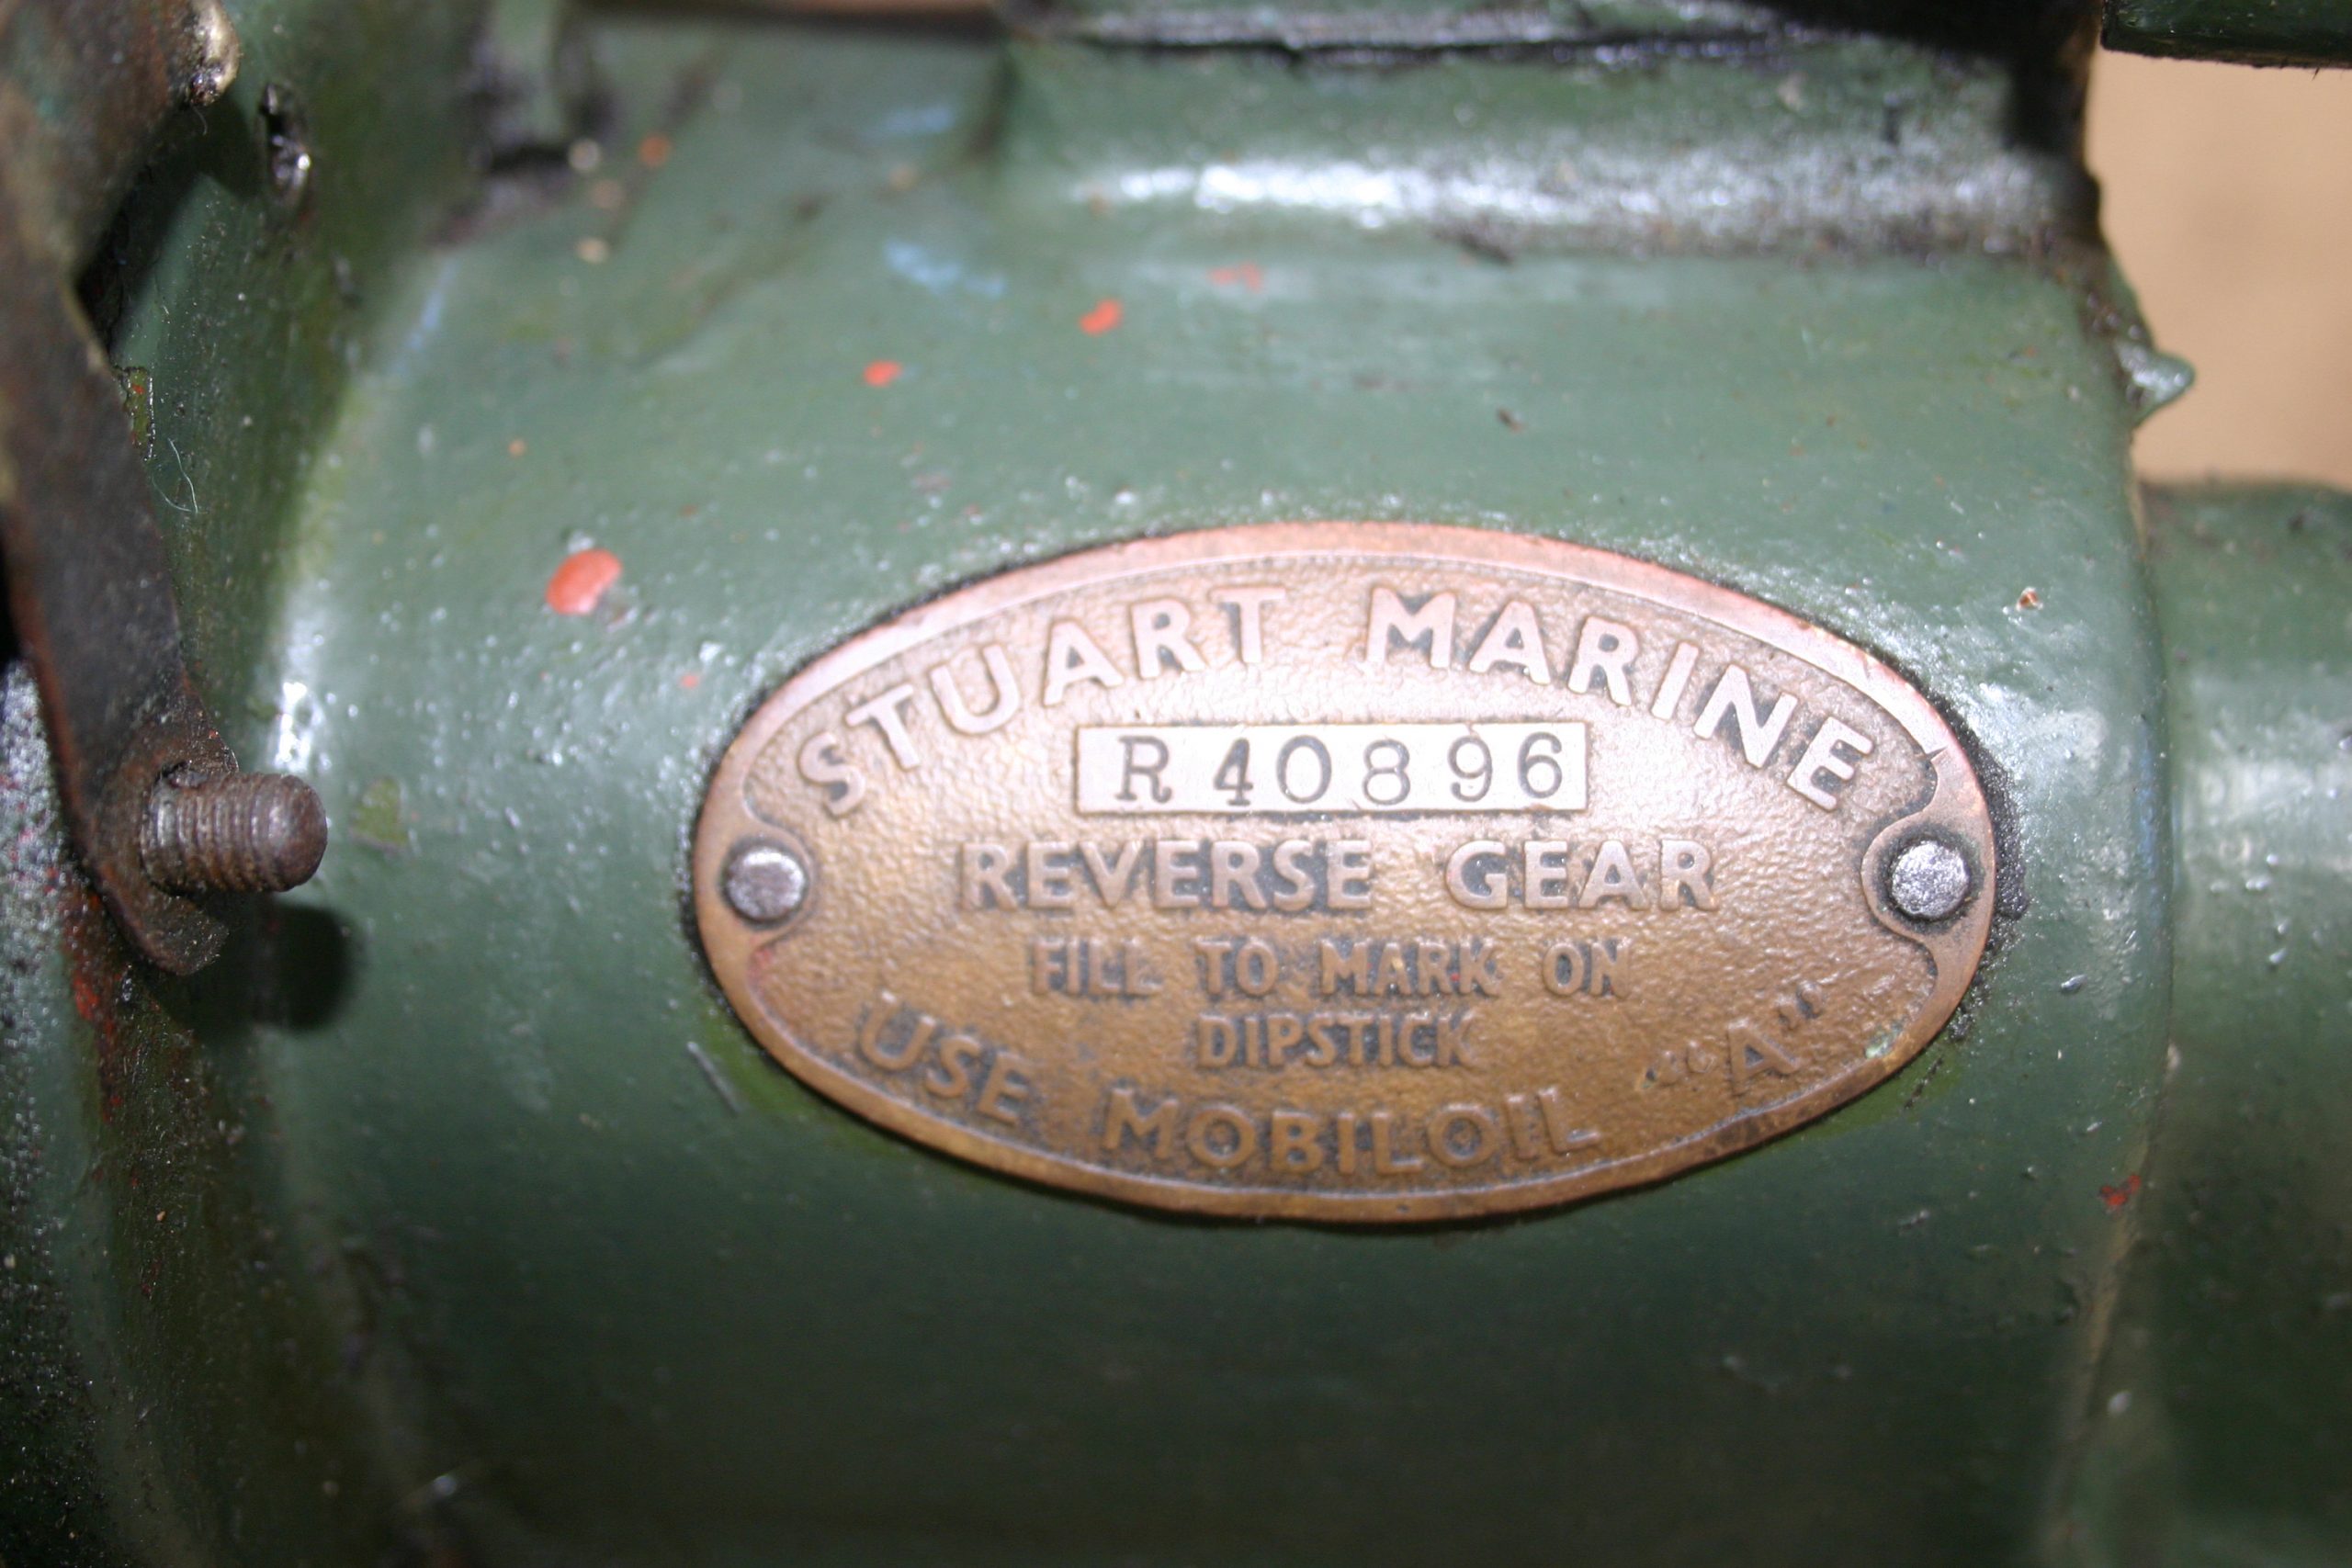 STUART MARINE
R 40896
REVERSE GEAR
FILL TO MARK ON
DIPSTICK
USE MOBILOIL "A"